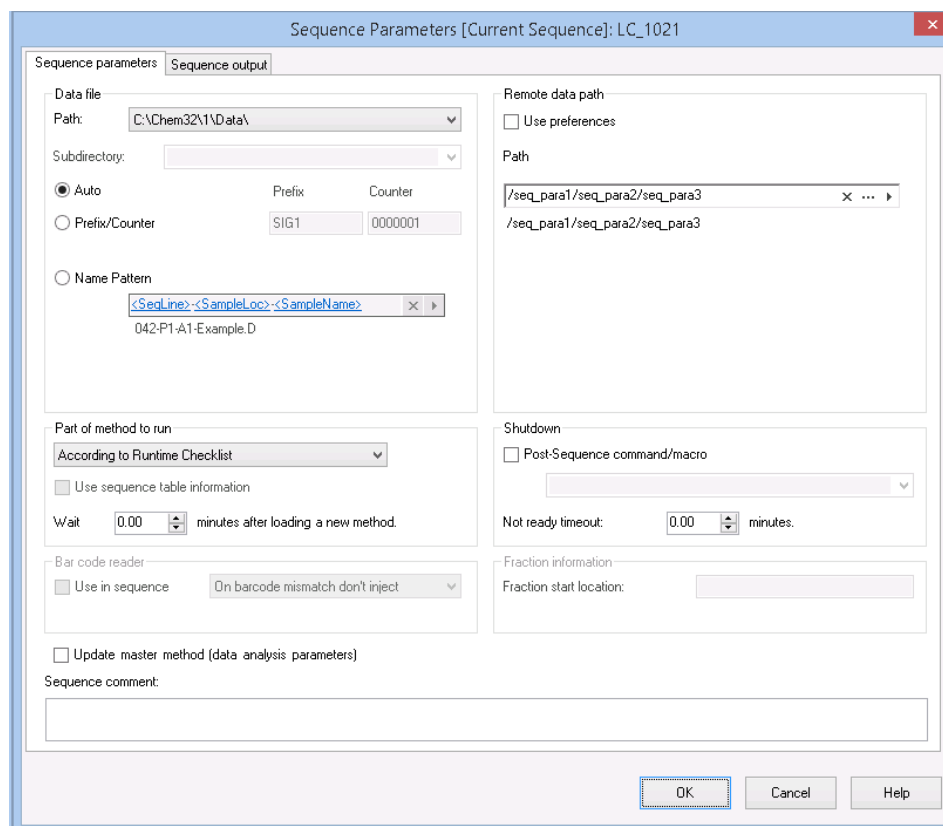 Sequence Parameters [Current Sequence]: LC_1021
Sequence parameters
Sequence output
Data file
Path:
C:\Chem32\1\Data\
Subdirectory:
Auto
Prefix
Counter
Prefix/Counter
SIG1
0000001
Name Pattern
<SeqLine>-<SampleLoc>-<SampleName>
042-P1-A1-Example.D
Remote data path
Use preferences
Path
/seq_para1/seq_para2/seq_para3
/seq_para1/seq_para2/seq_para3
Part of method to run
According to Runtime Checklist
Use sequence table information
Wait 0.00 minutes after loading a new method.
Shutdown
Post-Sequence command/macro
Not ready timeout: 0.00 minutes.
Bar code reader
Use in sequence
On barcode mismatch don't inject
Fraction information
Fraction start location:
Update master method (data analysis parameters)
Sequence comment:
OK
Cancel
Help